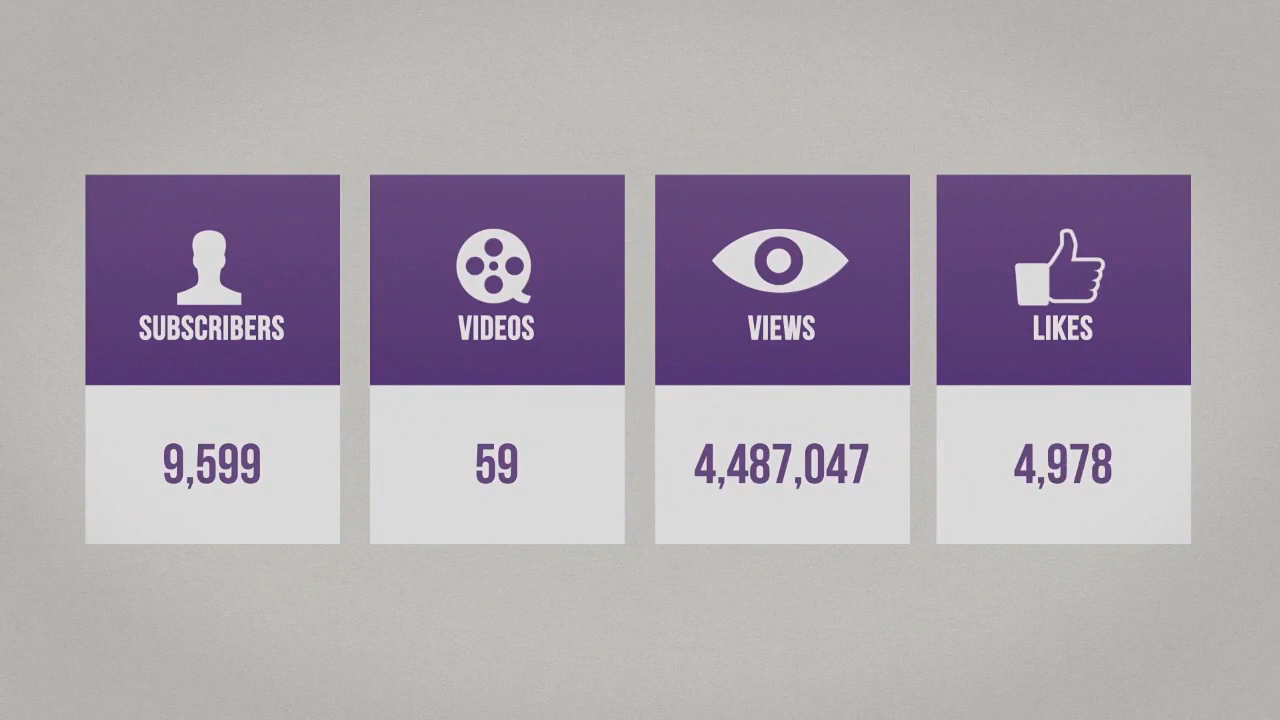 SUBSCRIBERS
9,599
VIDEOS
59
VIEWS
4,487,047
LIKES
4,978